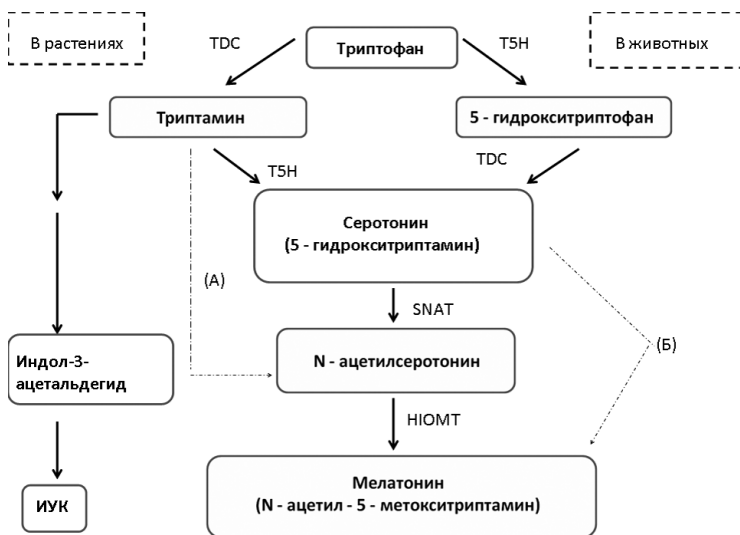 В растениях
TDC
Триптофан
T5H
В животных
Триптамин
5 - гидрокситриптофан
T5H
TDC
Серотонин
(5 - гидрокситриптамин)
(А)
SNAT
(Б)
Индол-3-
ацетальдегид
N - ацетилсеротонин
HIOMT
Мелатонин
(N - ацетил - 5 - метокситриптамин)
ИУК